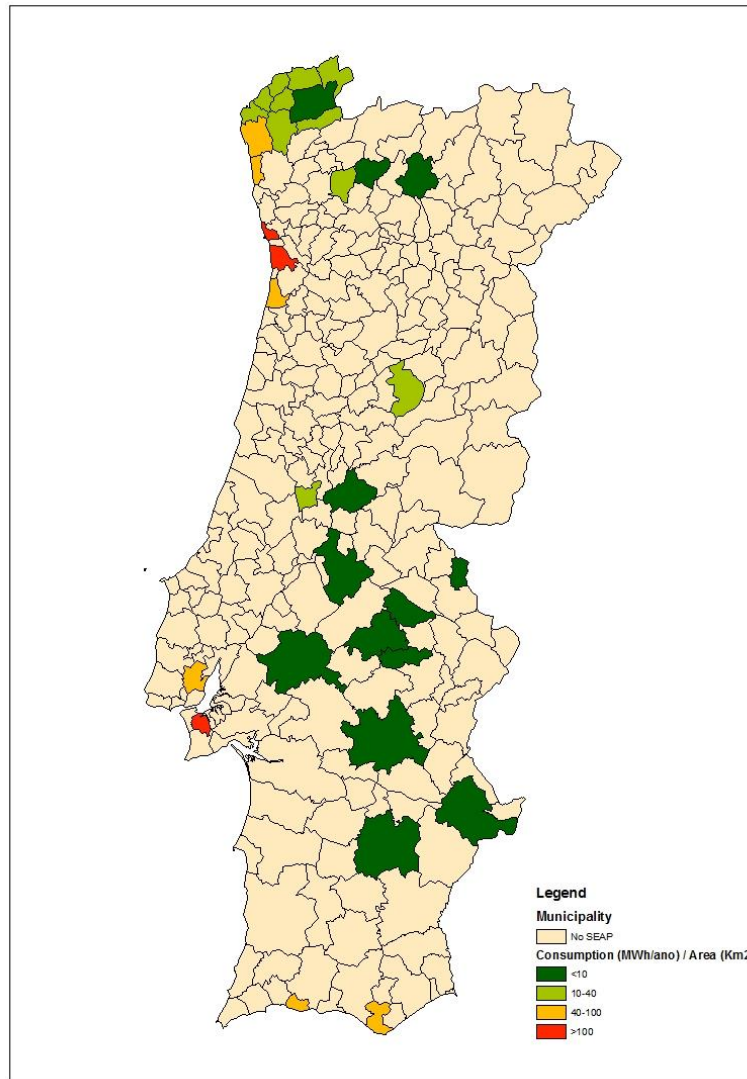 Legend
Municipality
No SEAP
Consumption (MWh/ano) / Area (Km2
<10
10-40
40-100
>100